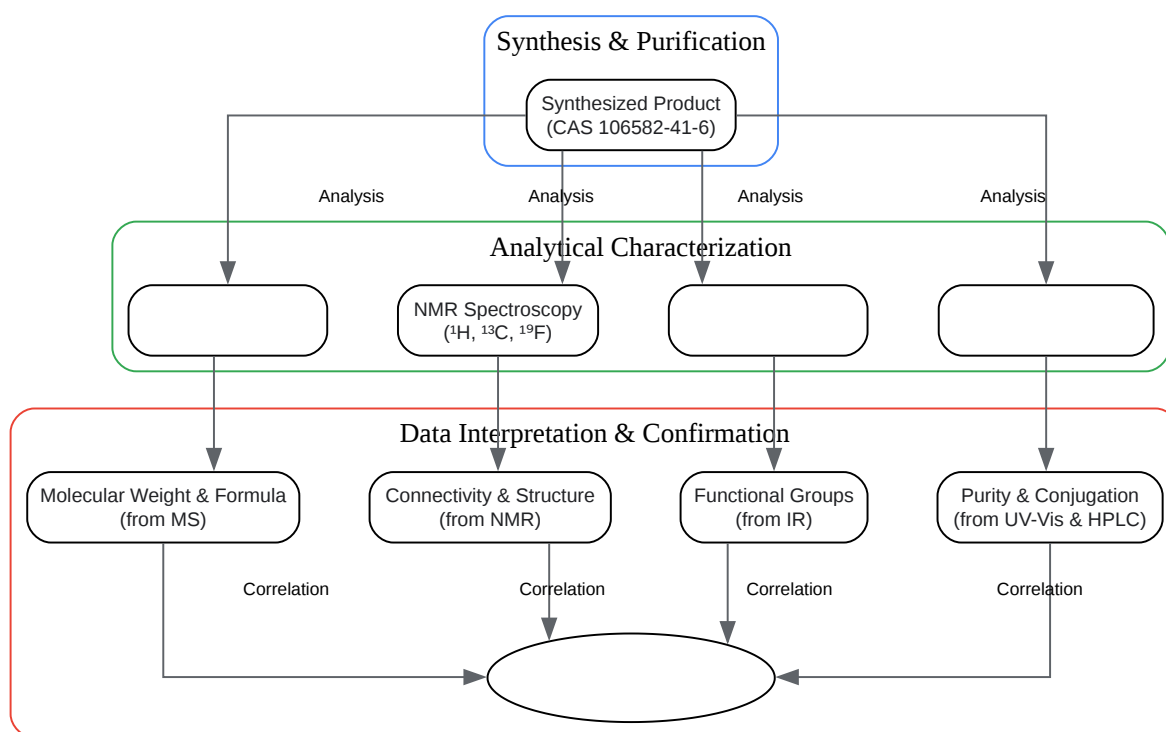 Synthesis & Purification
Synthesized Product
(CAS 106582-41-6)
Analysis
Analysis
Analysis
Analysis
Analytical Characterization
NMR Spectroscopy
(¹H, ¹³C, ¹⁹F)
Data Interpretation & Confirmation
Molecular Weight & Formula
(from MS)
Connectivity & Structure
(from NMR)
Functional Groups
(from IR)
Purity & Conjugation
(from UV-Vis & HPLC)
Correlation
Correlation
Correlation
Correlation